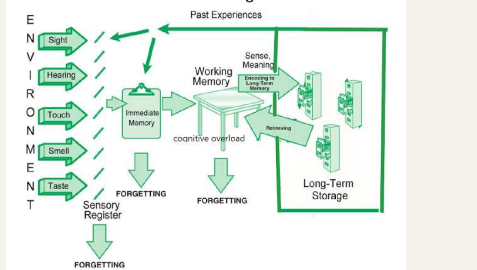 Past Experiences
ENVIRONMENT
Sight
Hearing
Touch
Smell
Taste
Sensory
Register
FORGETTING
Immediate
Memory
FORGETTING
Working
Memory
cognitive overload
FORGETTING
Sense,
Meaning
Encoding to
Long-Term
Memory
Retrieving
Long-Term
Storage